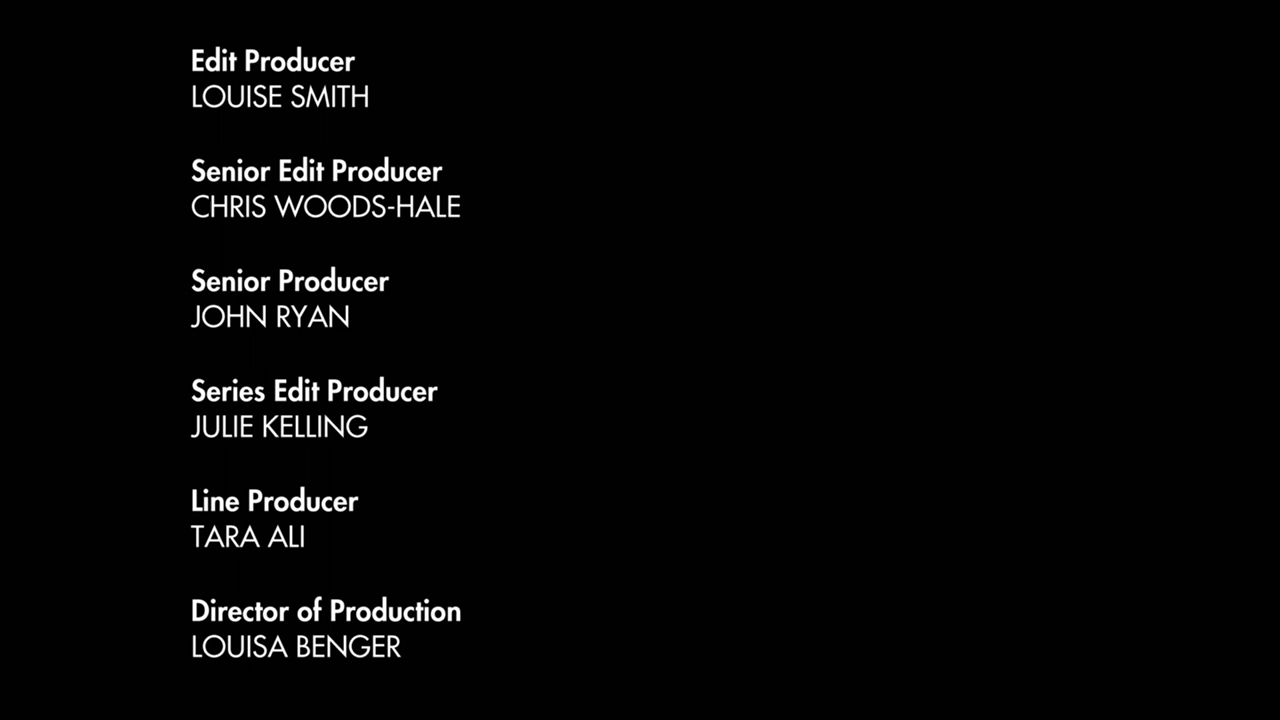 Edit Producer
LOUISE SMITH
Senior Edit Producer
CHRIS WOODS-HALE
Senior Producer
JOHN RYAN
Series Edit Producer
JULIE KELLING
Line Producer
TARA ALI
Director of Production
LOUISA BENGER